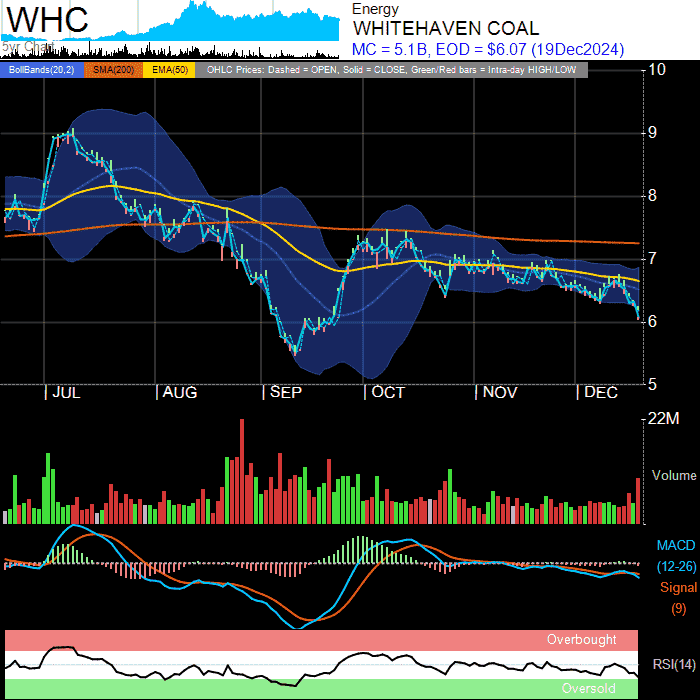 WHC
5yr Chart
Energy
WHITEHAVEN COAL
MC = 5.1B, EOD = $6.07 (19Dec2024)
BollBands(20,2) SMA(200) EMA(50) OHLC Prices: Dashed = OPEN, Solid = CLOSE, Green/Red bars = Intra-day HIGH/LOW
10
9
8
7
6
5
| JUL | AUG | SEP | OCT | NOV | DEC
22M
Volume
MACD
(12-26)
Signal
(9)
Overbought
RSI(14)
Oversold